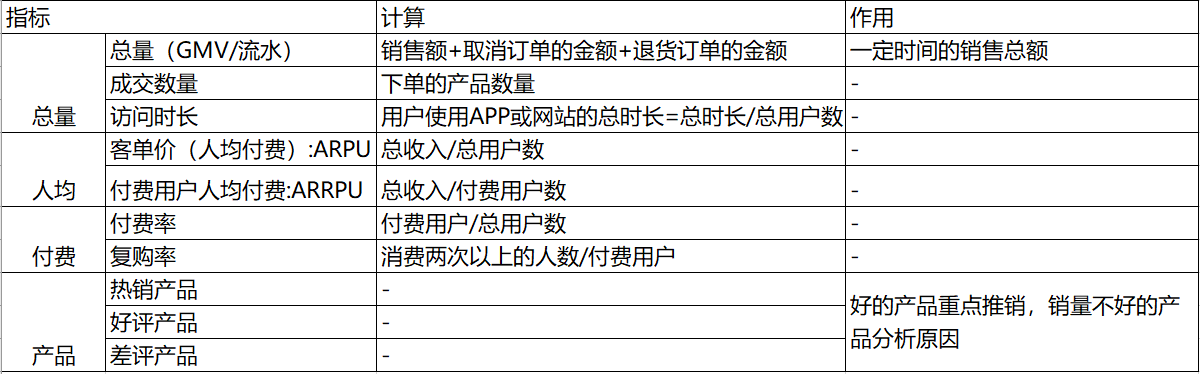 指标 计算 作用
总量（GMV/流水） 销售额+取消订单的金额+退货订单的金额 一定时间的销售总额
成交数量 下单的产品数量 -
总量 访问时长 用户使用APP或网站的总时长=总时长/总用户数 -
客单价（人均付费）:ARPU 总收入/总用户数 -
人均 付费用户人均付费:ARRPU 总收入/付费用户数 -
付费率 付费用户/总用户数 -
付费 复购率 消费两次以上的人数/付费用户 -
热销产品 -
好评产品 - 好的产品重点推销，销量不好的产
品分析原因
产品 差评产品 -